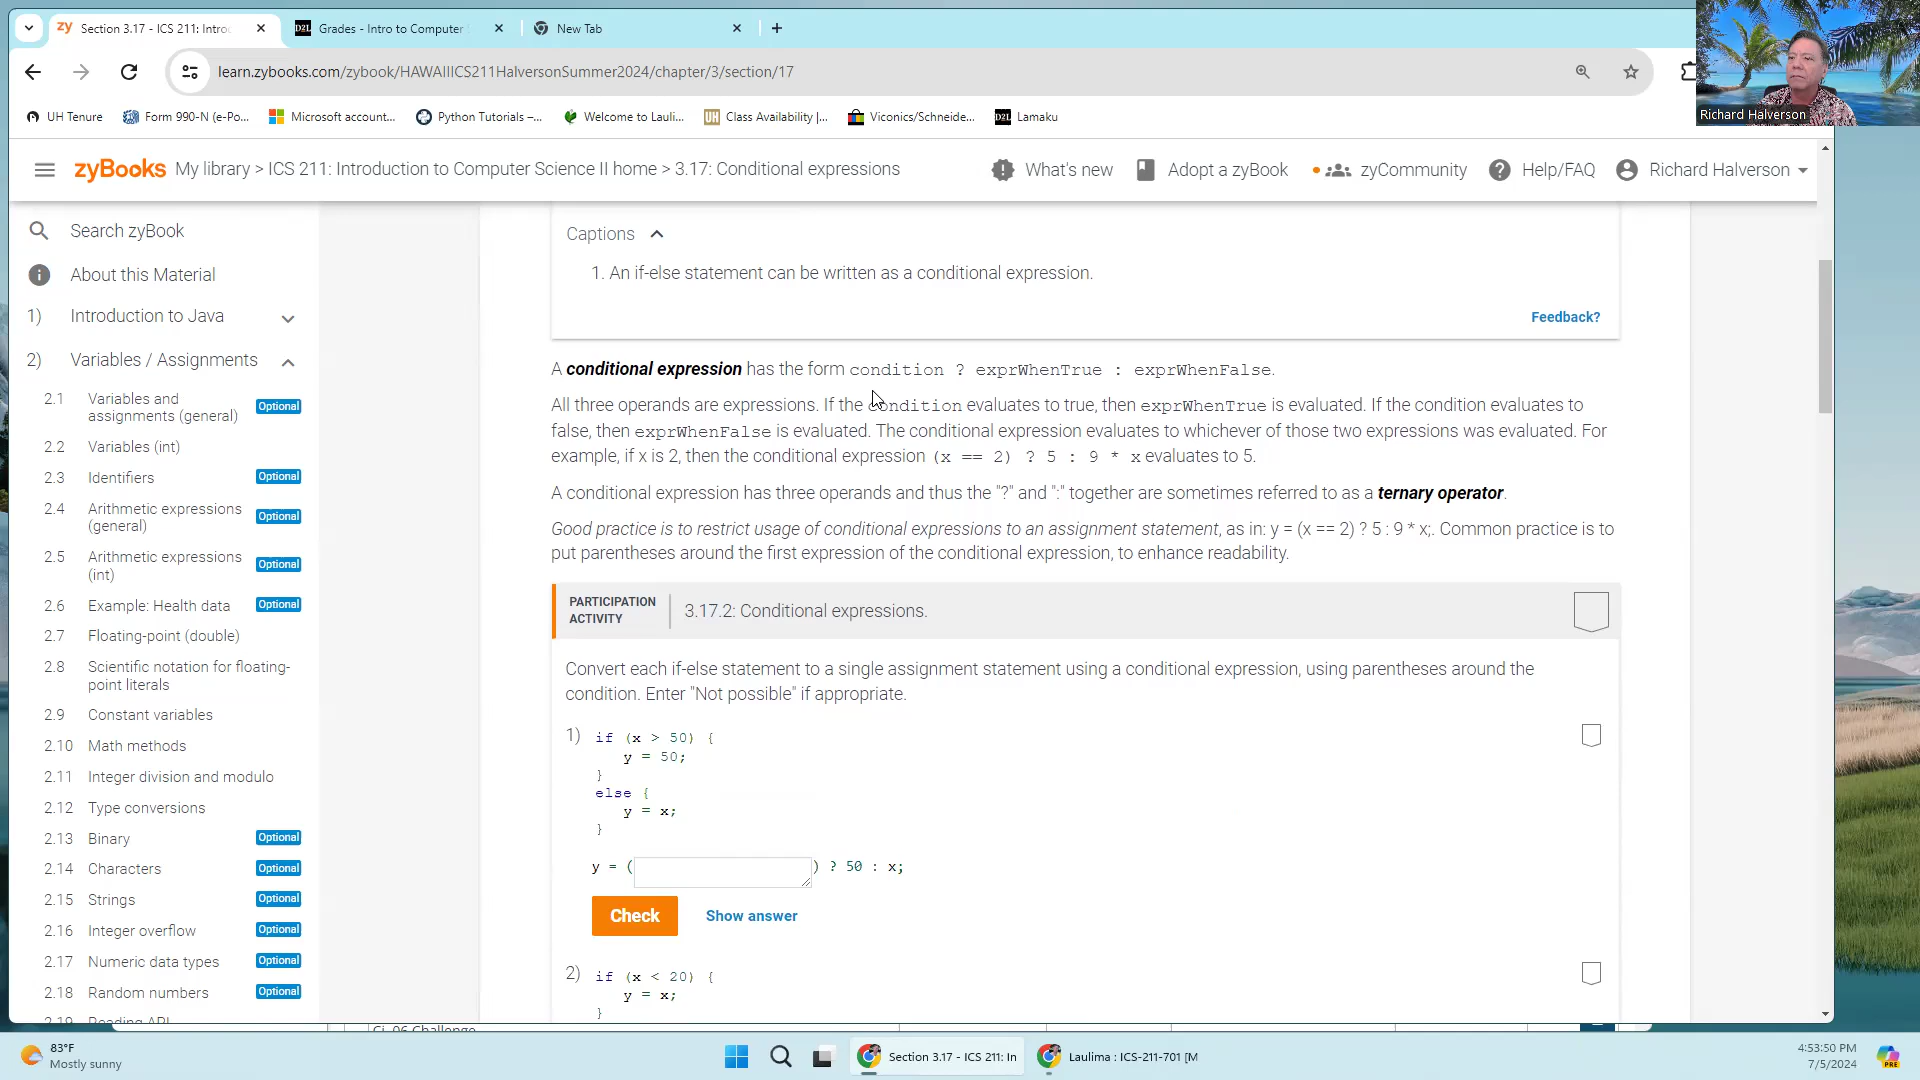 zy Section 3.17 - ICS 211: Introd
D2L Grades - Intro to Computer
New Tab
learn.zybooks.com/zybook/HAWAIIICS211HalversonSummer2024/chapter/3/section/17
UH Tenure
Form 990-N (e-Po...
Microsoft account...
Python Tutorials –...
Welcome to Lauli...
UH Class Availability |...
Viconics/Schneide...
D2L Lamaku
Richard Halverson
zyBooks My library > ICS 211: Introduction to Computer Science II home > 3.17: Conditional expressions
What's new
Adopt a zyBook
zyCommunity
Help/FAQ
Richard Halverson
Search zyBook
About this Material
1) Introduction to Java
2) Variables / Assignments
2.1 Variables and assignments (general) Optional
2.2 Variables (int)
2.3 Identifiers Optional
2.4 Arithmetic expressions (general) Optional
2.5 Arithmetic expressions (int) Optional
2.6 Example: Health data Optional
2.7 Floating-point (double)
2.8 Scientific notation for floating-
point literals
2.9 Constant variables
2.10 Math methods
2.11 Integer division and modulo
2.12 Type conversions
2.13 Binary Optional
2.14 Characters Optional
2.15 Strings Optional
2.16 Integer overflow Optional
2.17 Numeric data types Optional
2.18 Random numbers Optional
2.19 Reading API
Captions
1. An if-else statement can be written as a conditional expression.
Feedback?
A conditional expression has the form condition ? exprWhenTrue : exprWhenFalse.
All three operands are expressions. If the condition evaluates to true, then exprWhenTrue is evaluated. If the condition evaluates to
false, then exprWhenFalse is evaluated. The conditional expression evaluates to whichever of those two expressions was evaluated. For
example, if x is 2, then the conditional expression (x == 2) ? 5 : 9 * x evaluates to 5.
A conditional expression has three operands and thus the "?" and ":" together are sometimes referred to as a ternary operator.
Good practice is to restrict usage of conditional expressions to an assignment statement, as in: y = (x == 2) ? 5 : 9 * x;. Common practice is to
put parentheses around the first expression of the conditional expression, to enhance readability.
PARTICIPATION
ACTIVITY
3.17.2: Conditional expressions.
Convert each if-else statement to a single assignment statement using a conditional expression, using parentheses around the
condition. Enter "Not possible" if appropriate.
1) if (x > 50) {
y = 50;
}
else {
y = x;
}
y = ( ) ? 50 : x;
Check
Show answer
2) if (x < 20) {
y = x;
}
Ci 06 Challenge
83°F
Mostly sunny
Section 3.17 - ICS 211: In
Laulima : ICS-211-701 [M
4:53:50 PM
7/5/2024
PRE